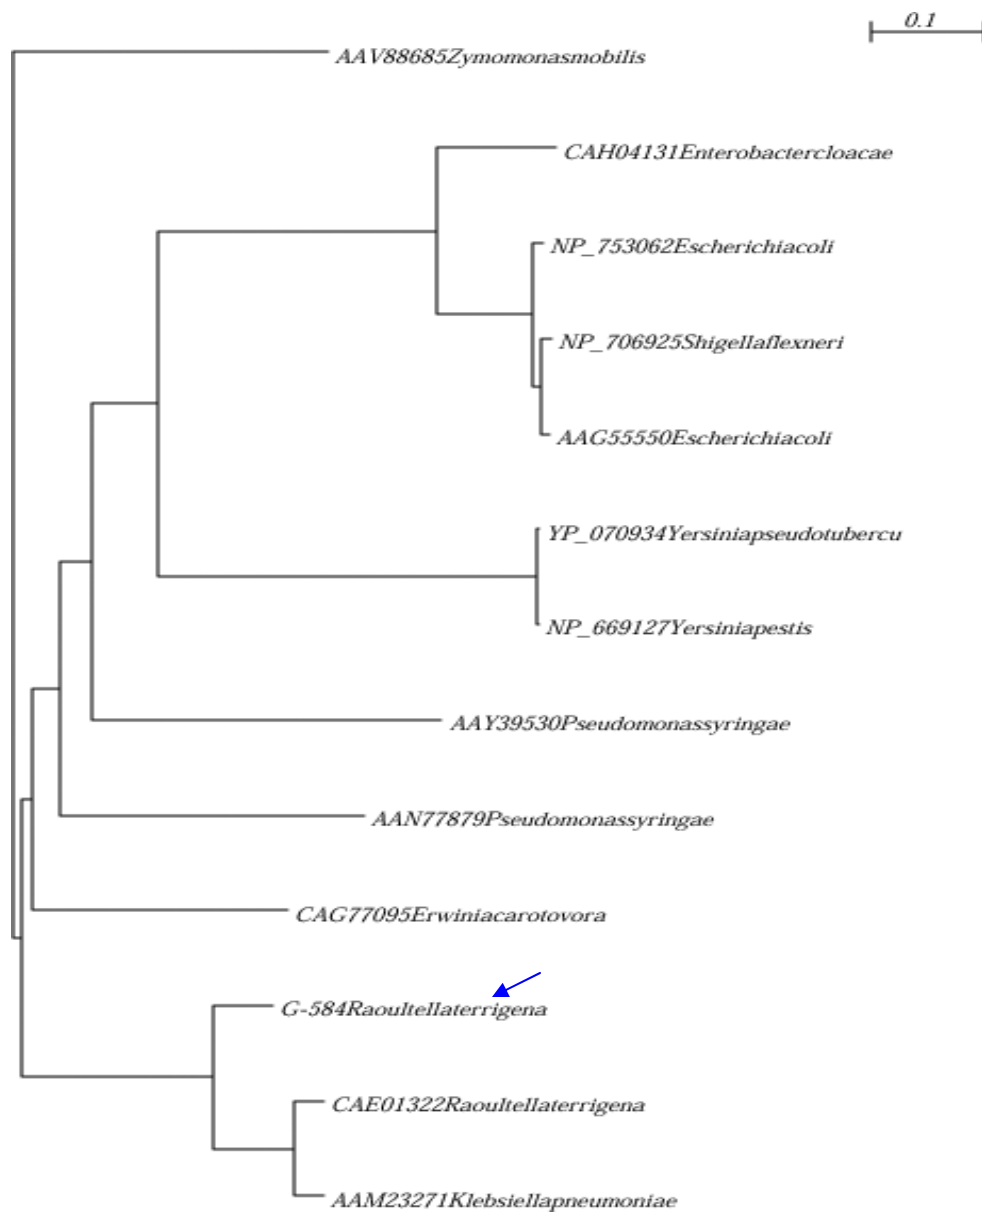 0.1
AAV88685Zymomonasmobilis
CAH04131Enterobactercloacae
NP_753062Escherichiacoli
NP_706925Shigellaflexneri
AAG55550Escherichiacoli
YP_070934Yersiniapseudotubercu
NP_669127Yersiniapestis
AAY39530Pseudomonassyringae
AAN77879Pseudomonassyringae
CAG77095Erwiniacarotovora
G-584Raoultellaterrigena
CAE01322Raoultellaterrigena
AAM23271Klebsiellapneumoniae